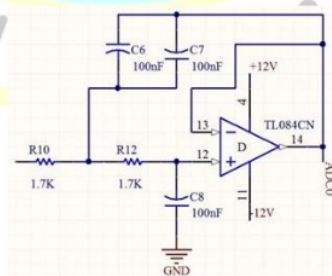 C6
C7
100nF
100nF
+12V
4
TL084CN
13
R10
R12
D
14
12
ADC0
1.7K
1.7K
C8
100nF
11
-12V
GND